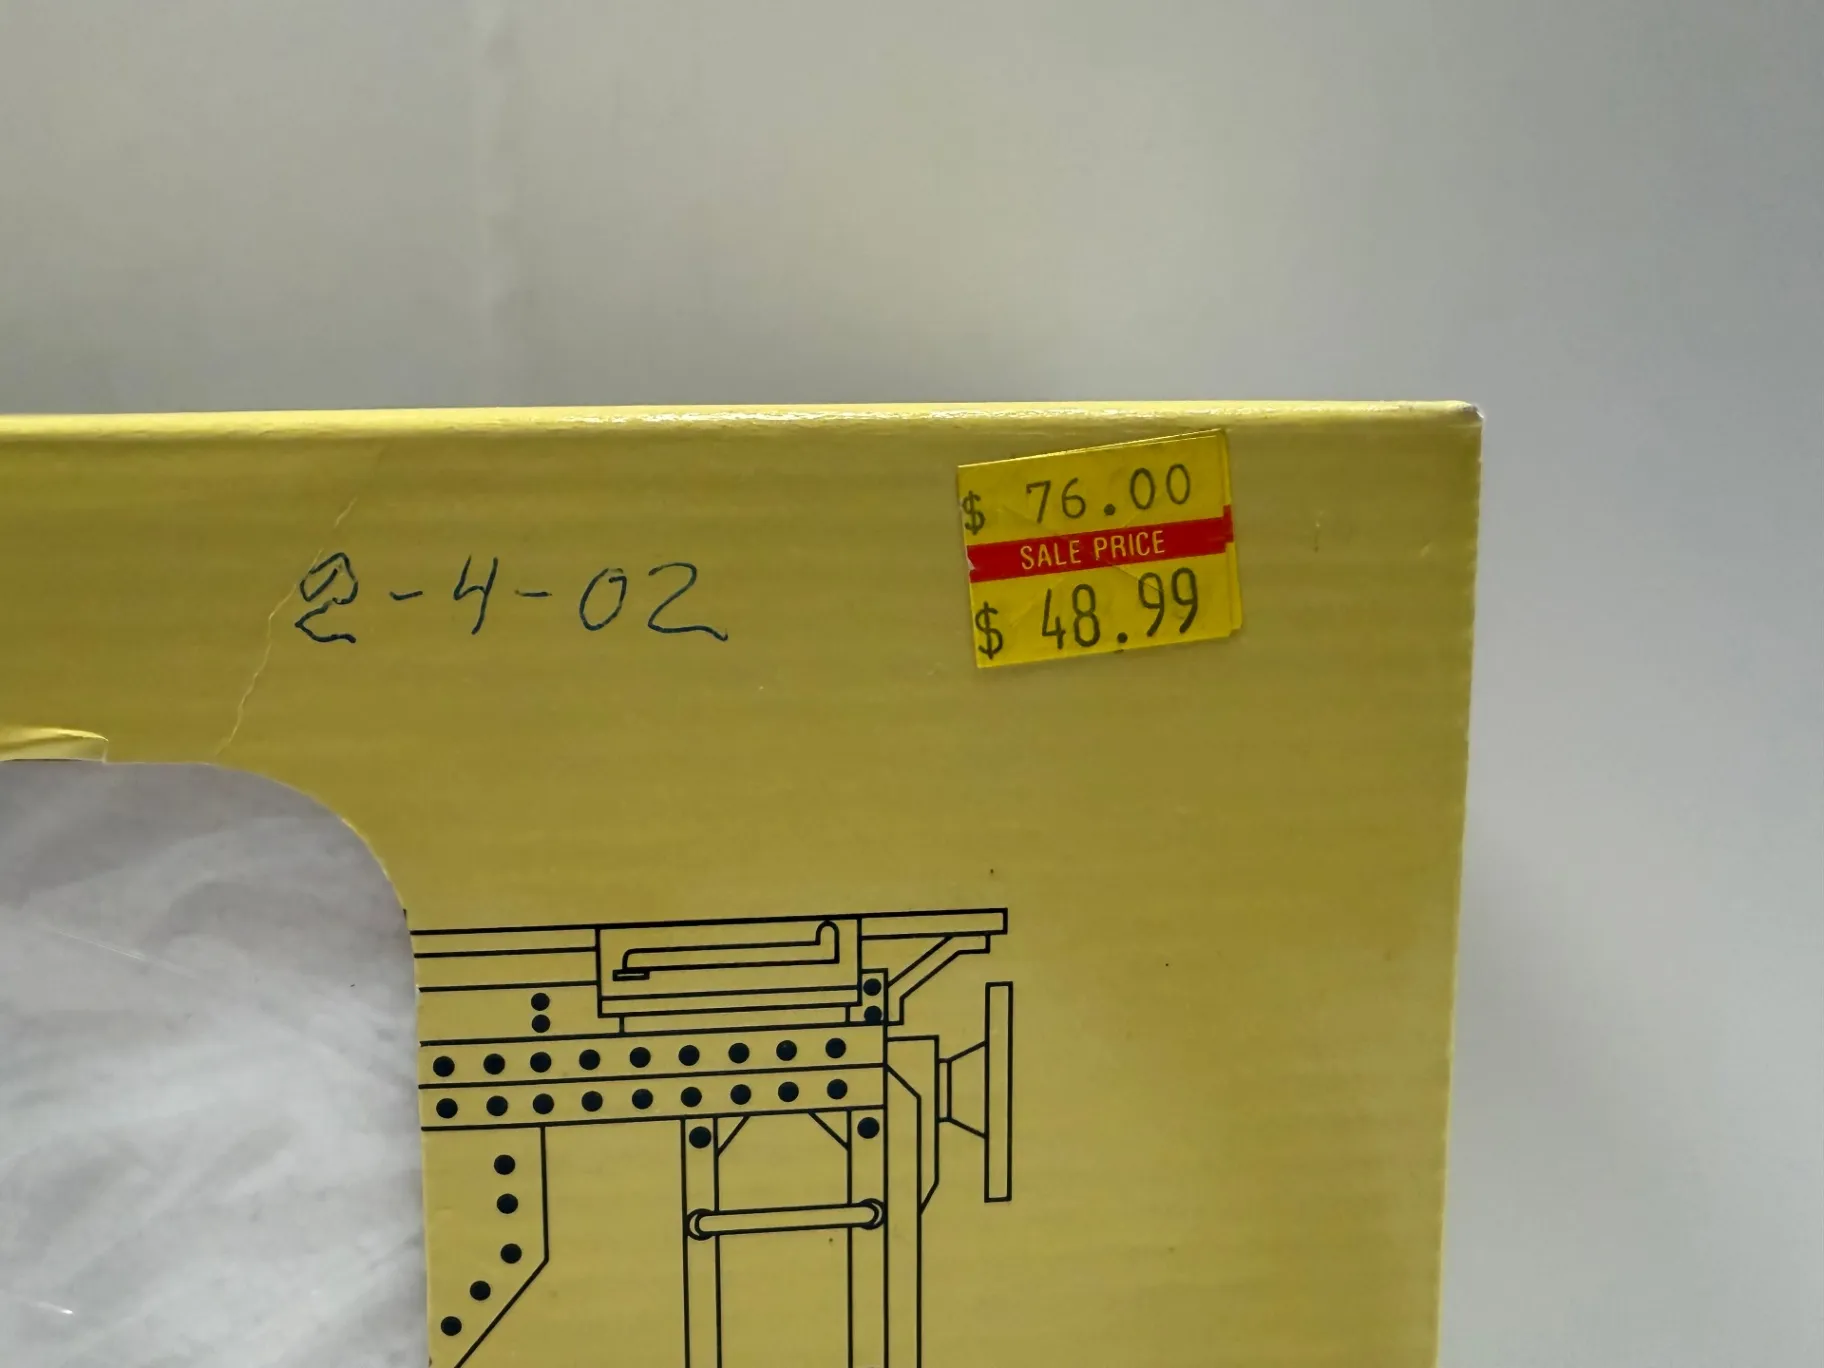 2-4-02
$ 76.00
SALE PRICE
$ 48.99